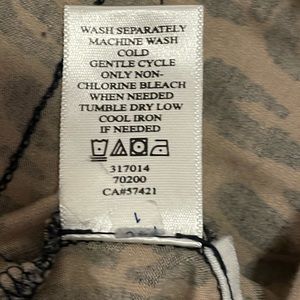 WASH SEPARATELY
MACHINE WASH
COLD
GENTLE CYCLE
ONLY NON-
CHLORINE BLEACH
WHEN NEEDED
TUMBLE DRY LOW
COOL IRON
IF NEEDED
317014
70200
CA#57421
1